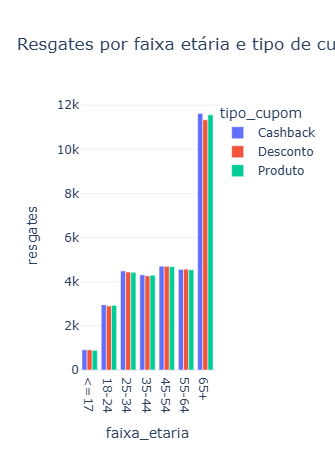 Resgates por faixa etária e tipo de cu
12k
10k
8k
6k
4k
2k
0
resgates
<=17
18-24
25-34
35-44
45-54
55-64
65+
faixa_etaria
tipo_cupom
Cashback
Desconto
Produto